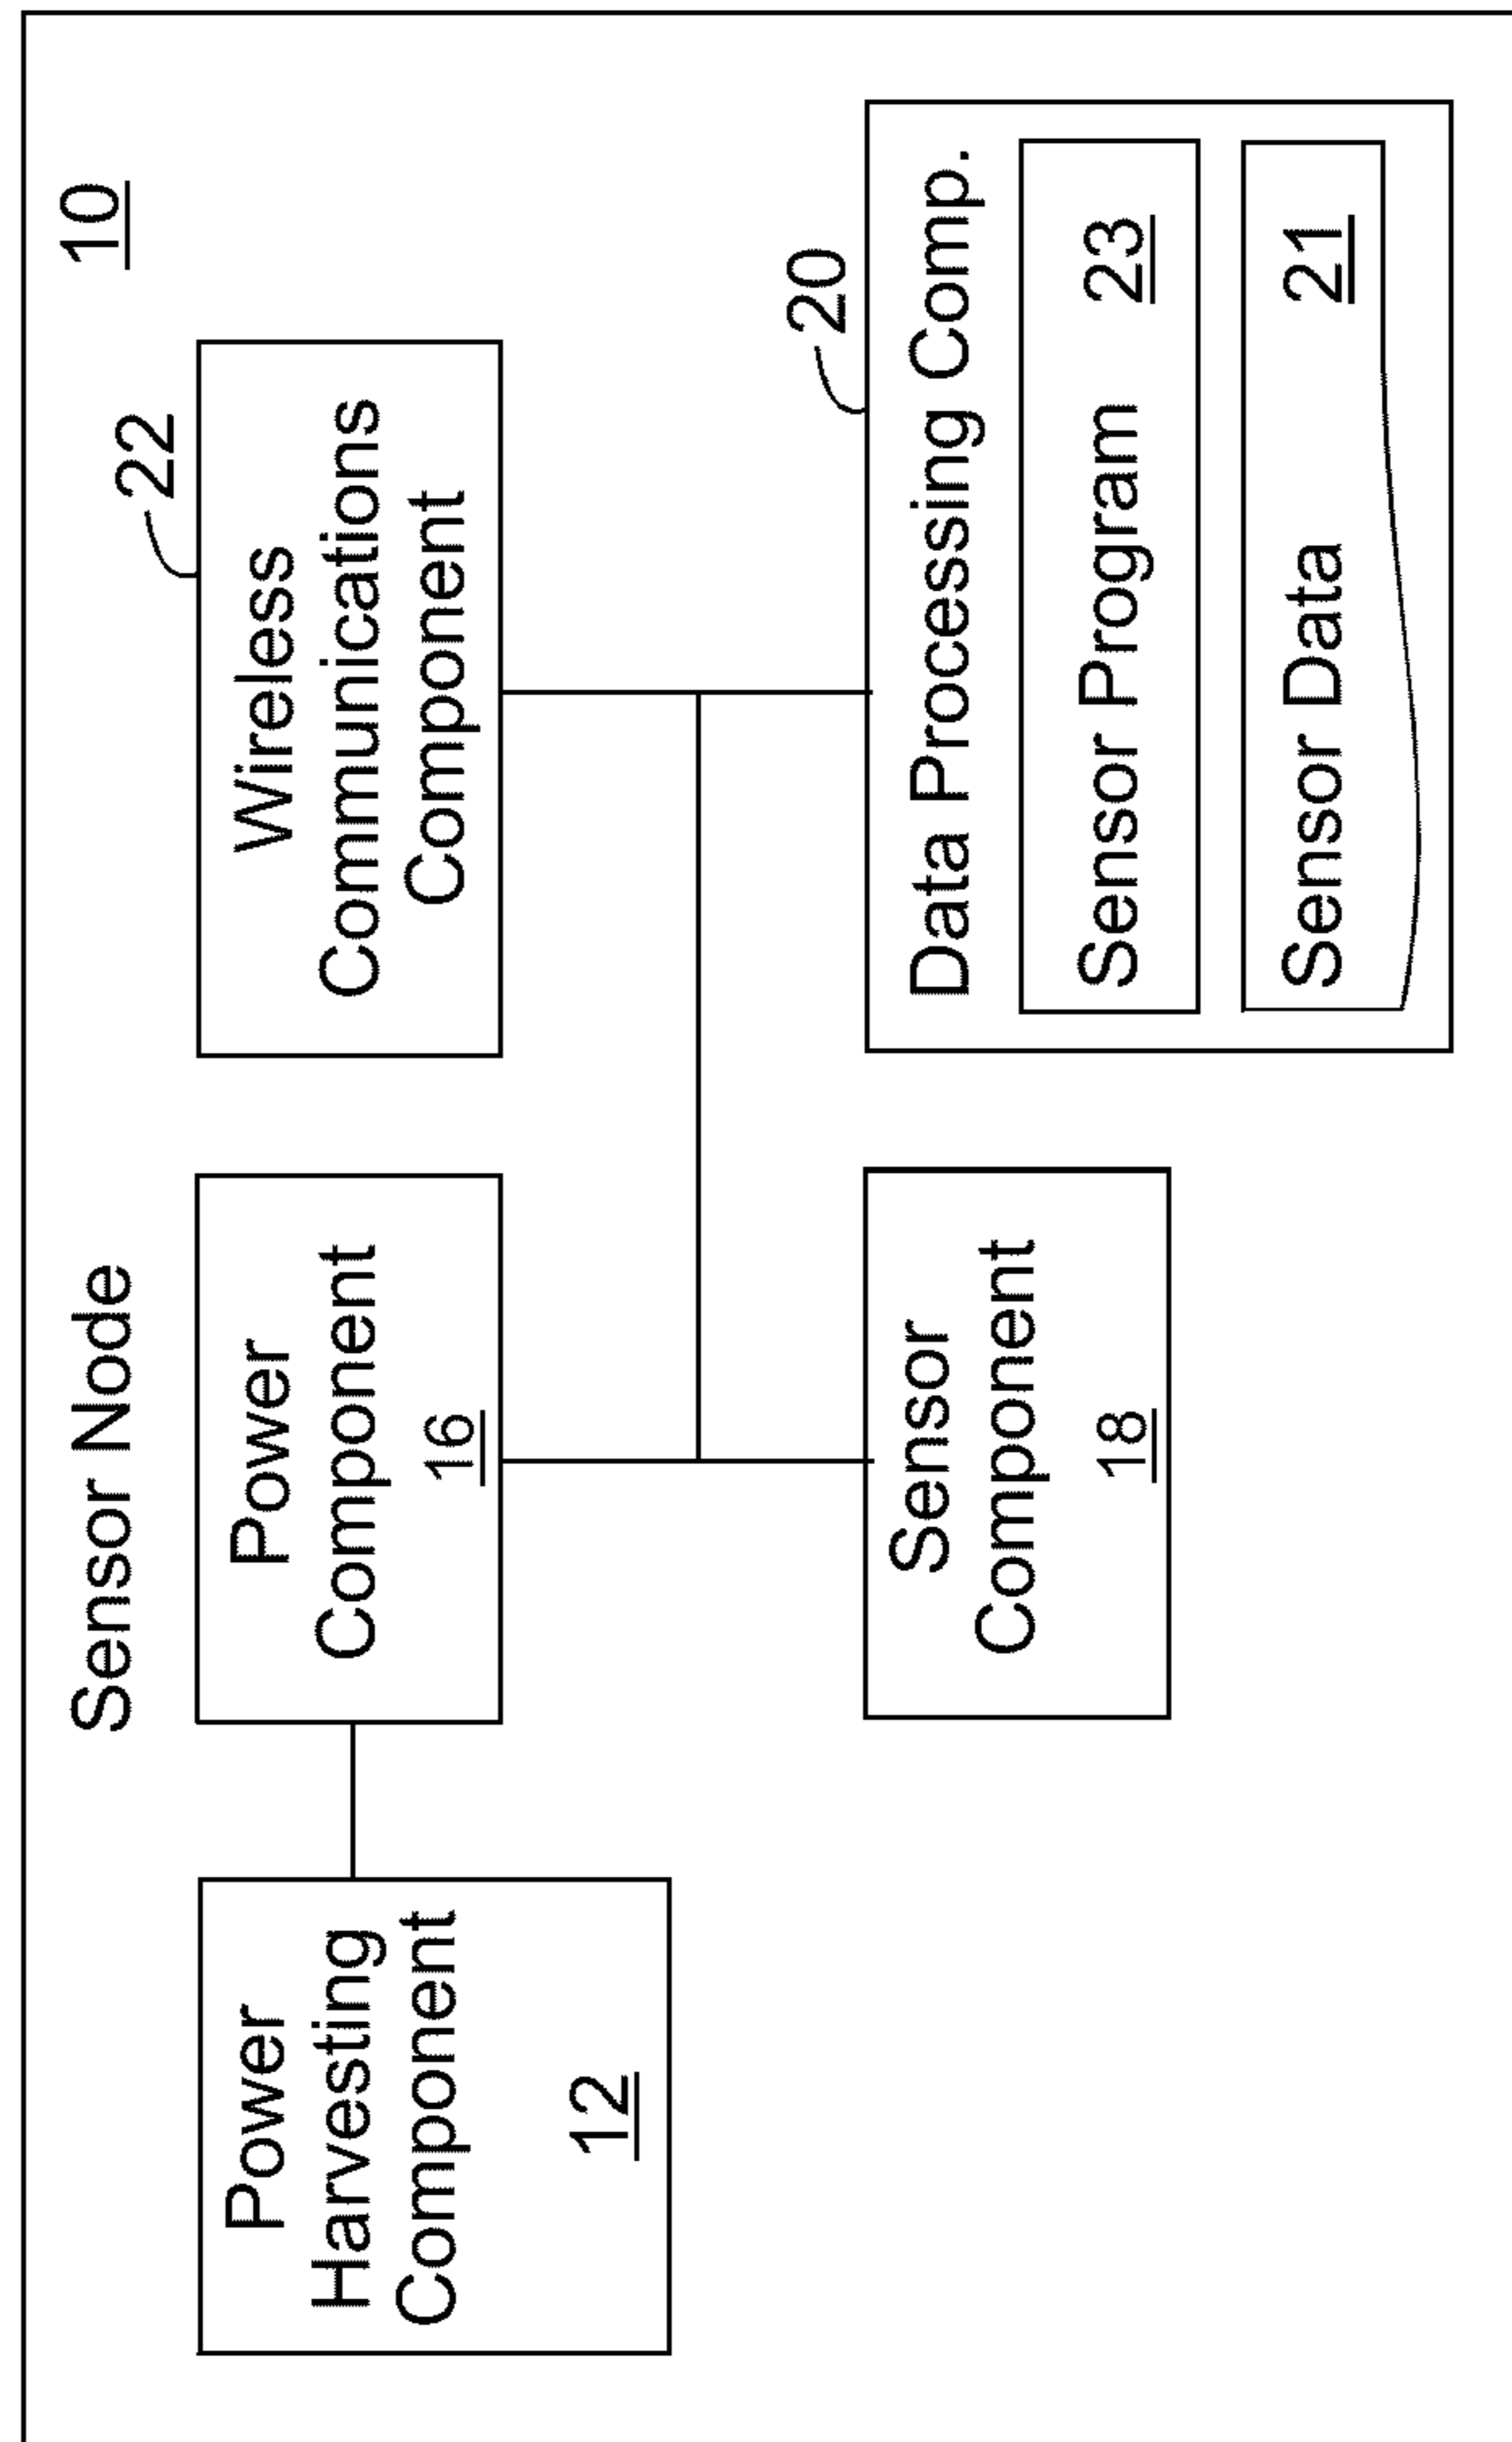 Sensor Node
10
Power
Harvesting
Component
12
Power
Component
16
22
Wireless
Communications
Component
Sensor
Component
18
20
Data Processing Comp.
Sensor Program 23
Sensor Data 21